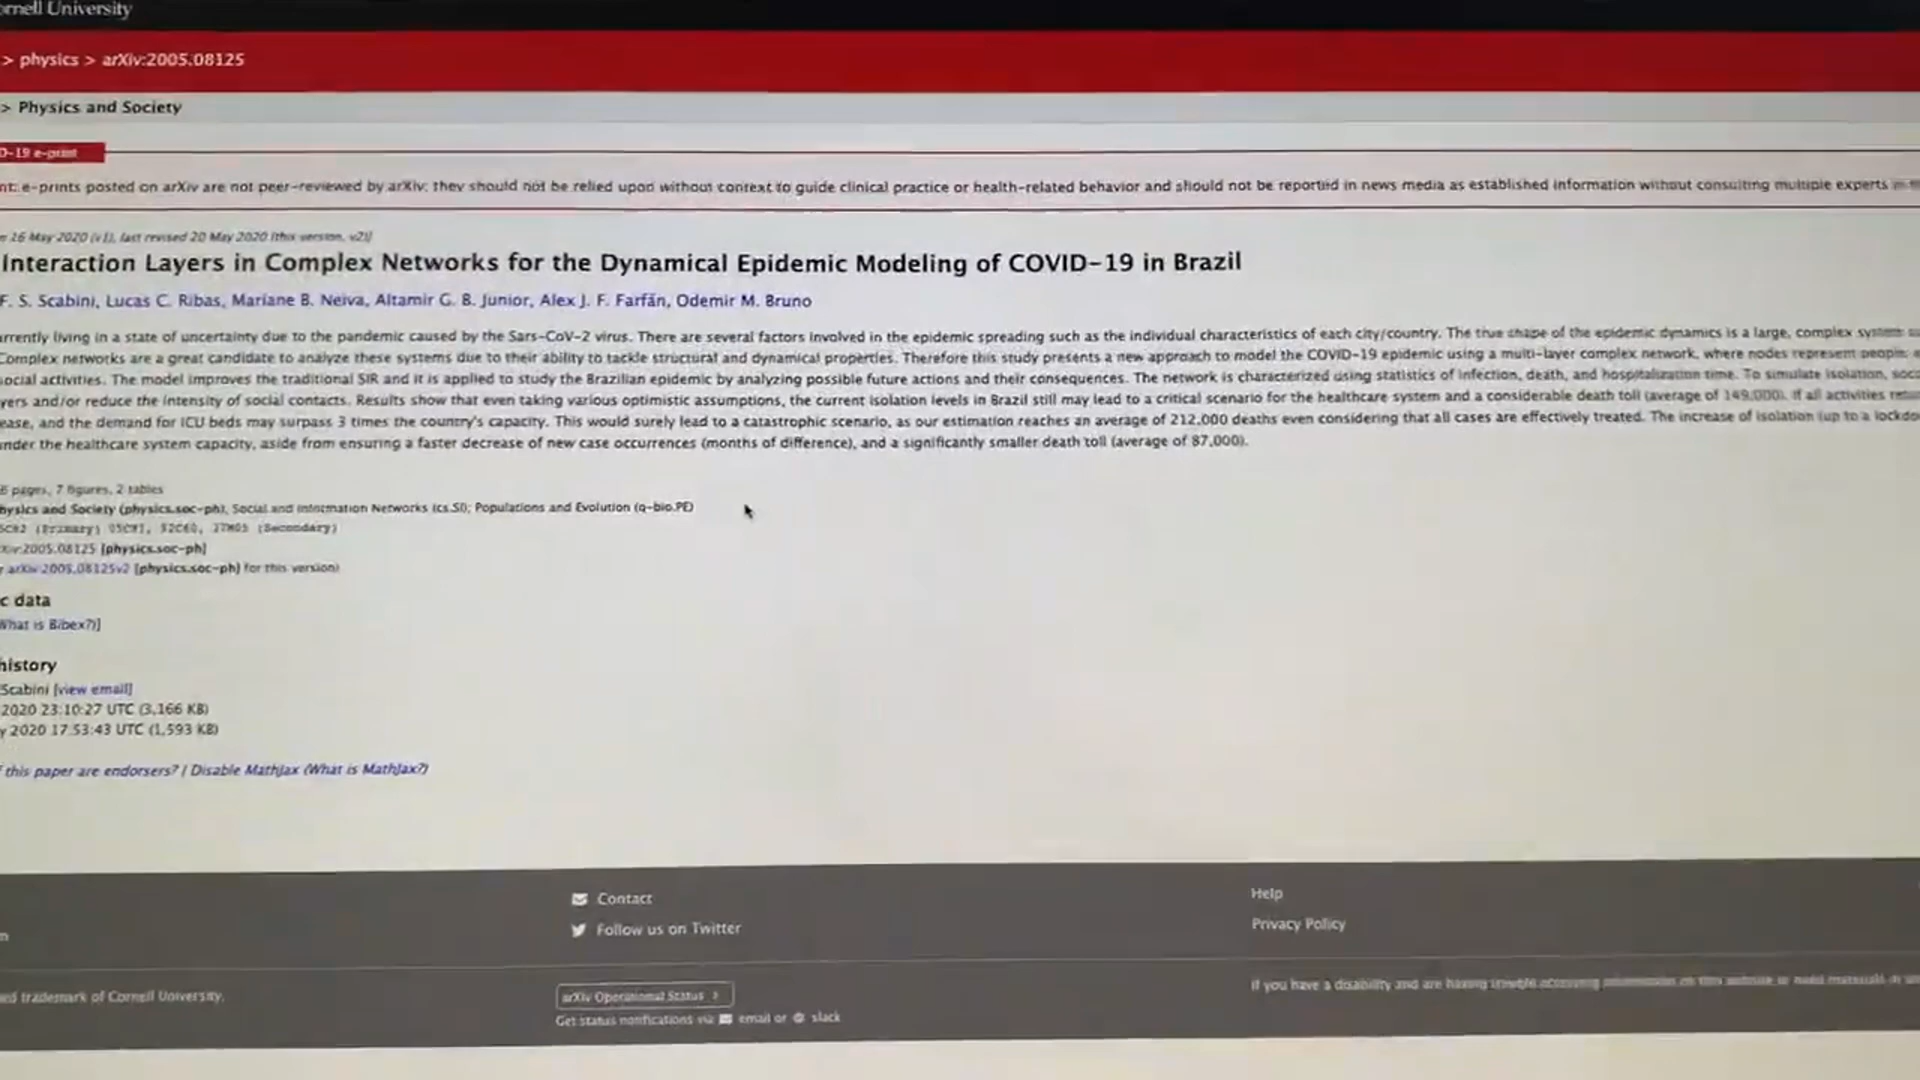 Cornell University
> physics > arXiv:2005.08125
> Physics and Society
D-19 e-print
nt: e-prints posted on arXiv are not peer-reviewed by arXiv; they should not be relied upon without context to guide clinical practice or health-related behavior and should not be reported in news media as established information without consulting multiple experts in
16 May 2020 (v1), last revised 20 May 2020 (this version, v2)]
Interaction Layers in Complex Networks for the Dynamical Epidemic Modeling of COVID-19 in Brazil
F. S. Scabini, Lucas C. Ribas, Mariane B. Neiva, Altamir G. B. Junior, Alex J. F. Farfán, Odemir M. Bruno
urrently living in a state of uncertainty due to the pandemic caused by the Sars-CoV-2 virus. There are several factors involved in the epidemic spreading such as the individual characteristics of each city/country. The true shape of the epidemic dynamics is a large, complex system
Complex networks are a great candidate to analyze these systems due to their ability to tackle structural and dynamical properties. Therefore this study presents a new approach to model the COVID-19 epidemic using a multi-layer complex network, where nodes represent people,
ocial activities. The model improves the traditional SIR and it is applied to study the Brazilian epidemic by analyzing possible future actions and their consequences. The network is characterized using statistics of infection, death, and hospitalization time. To simulate isolation, soc
yers and/or reduce the intensity of social contacts. Results show that even taking various optimistic assumptions, the current isolation levels in Brazil still may lead to a critical scenario for the healthcare system and a considerable death toll (average of 149,000). If all activities
ease, and the demand for ICU beds may surpass 3 times the country's capacity. This would surely lead to a catastrophic scenario, as our estimation reaches an average of 212,000 deaths even considering that all cases are effectively treated. The increase of isolation (up to a lockdo
nder the healthcare system capacity, aside from ensuring a faster decrease of new case occurrences (months of difference), and a significantly smaller death toll (average of 87,000).
6 pages, 7 figures, 2 tables
hysics and Society (physics.soc-ph); Social and Information Networks (cs.SI); Populations and Evolution (q-bio.PE)
(Primary) (Secondary)
Xiv:2005.08125 [physics.soc-ph]
r arXiv:2005.08125v2 [physics.soc-ph] for this version)
c data
What is Bibex?)]
history
Scabini [view email]
2020 23:10:27 UTC (3,166 KB)
y 2020 17:53:43 UTC (1,593 KB)
f this paper are endorsers? | Disable MathJax (What is MathJax?)
Contact
Follow us on Twitter
Help
Privacy Policy
ed trademark of Cornell University.
arXiv Operational Status >
Get status notifications via email or slack
If you have a disability and are having trouble accessing information on this website or need materials in